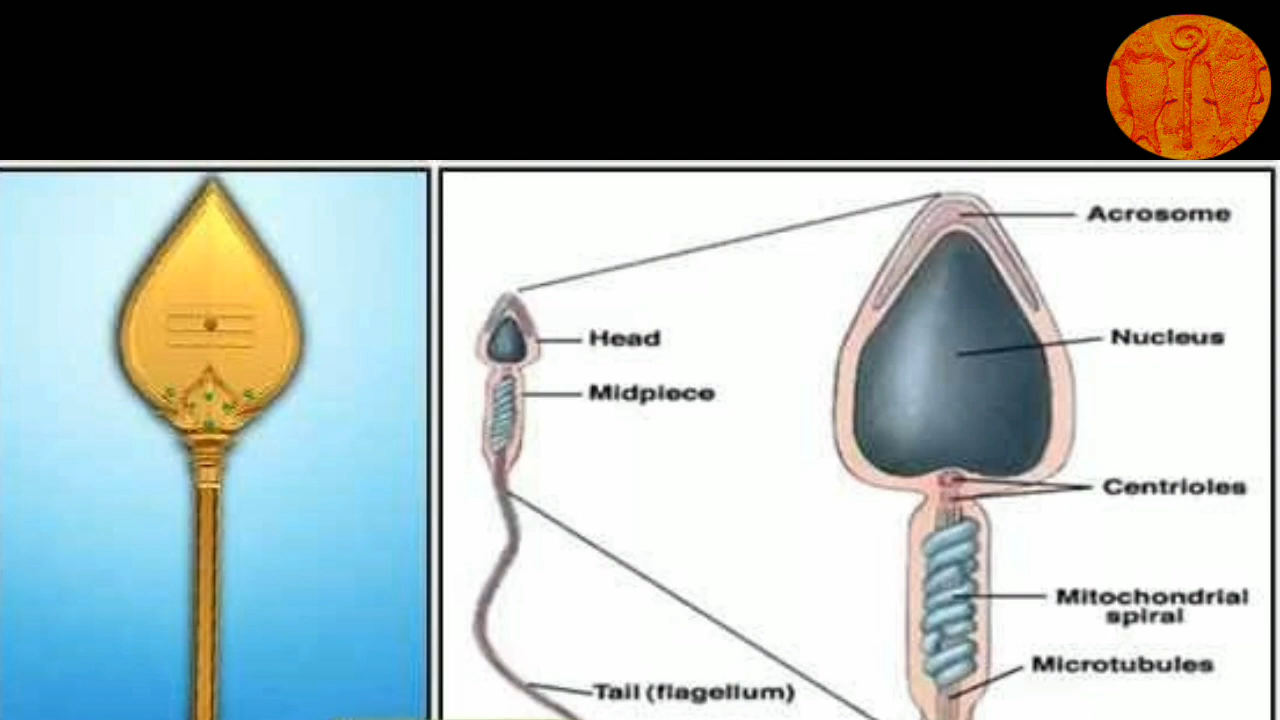 Acrosome
Head
Nucleus
Midpiece
Centrioles
Mitochondrial
spiral
Microtubules
Tail (flagellum)